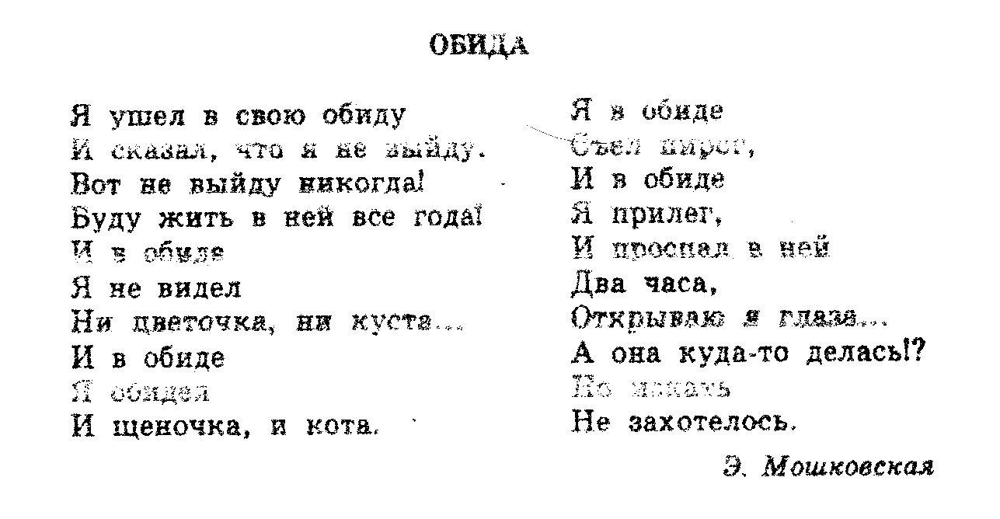 ОБИДА
Я ушел в свою обиду
И сказал, что я не выйду.
Вот не выйду никогда!
Буду жить в ней все года!
И в обиде
Я не видел
Ни цветочка, ни куста...
И в обиде
Я обидел
И щеночка, и кота.
Я в обиде
Съел пирог,
И в обиде
Я прилег,
И проспал в ней
Два часа,
Открываю я глаза...
А она куда-то делась!?
Но искать
Не захотелось.
Э. Мошковская